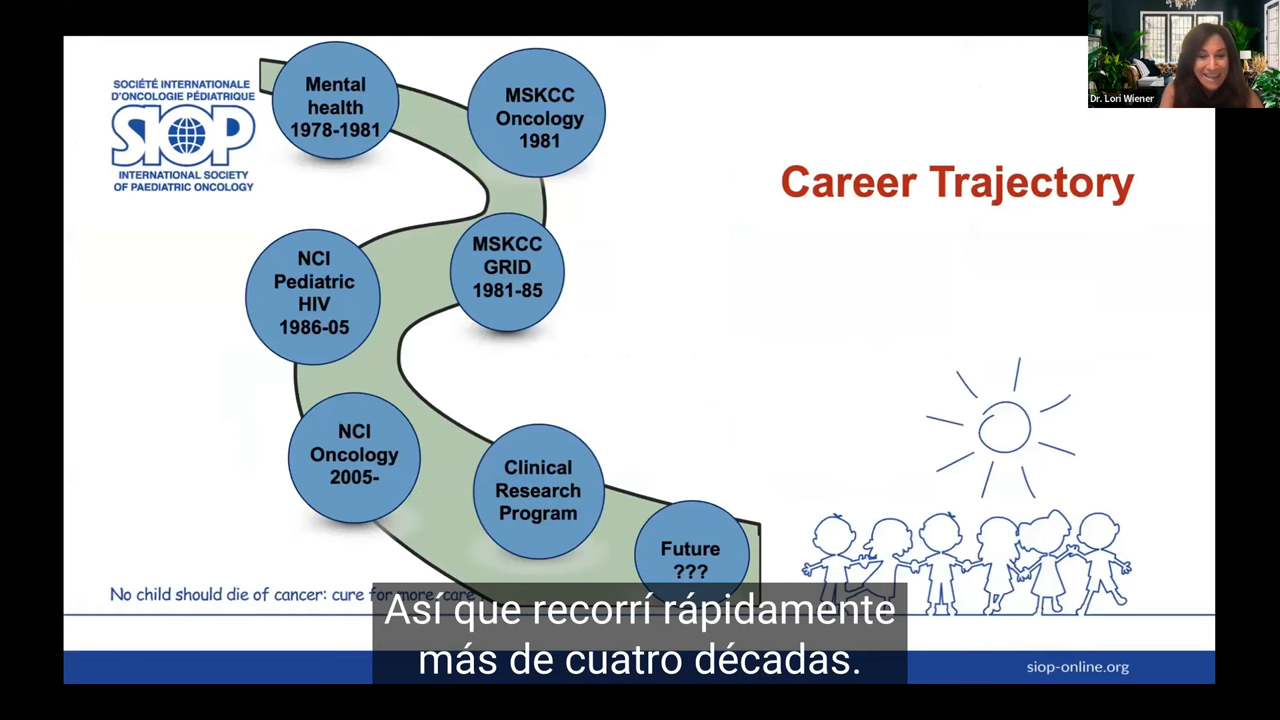 SOCIÉTÉ INTERNATIONALE
D'ONCOLOGIE PÉDIATRIQUE
SIOP
INTERNATIONAL SOCIETY
OF PAEDIATRIC ONCOLOGY
Mental
health
1978-1981
MSKCC
Oncology
1981
Dr. Lori Wiener
Career Trajectory
MSKCC
GRID
1981-85
NCI
Pediatric
HIV
1986-05
NCI
Oncology
2005-
Clinical
Research
Program
Future
???
No child should die of cancer: cure for more, care
Así que recorrí rápidamente
más de cuatro décadas.
siop-online.org